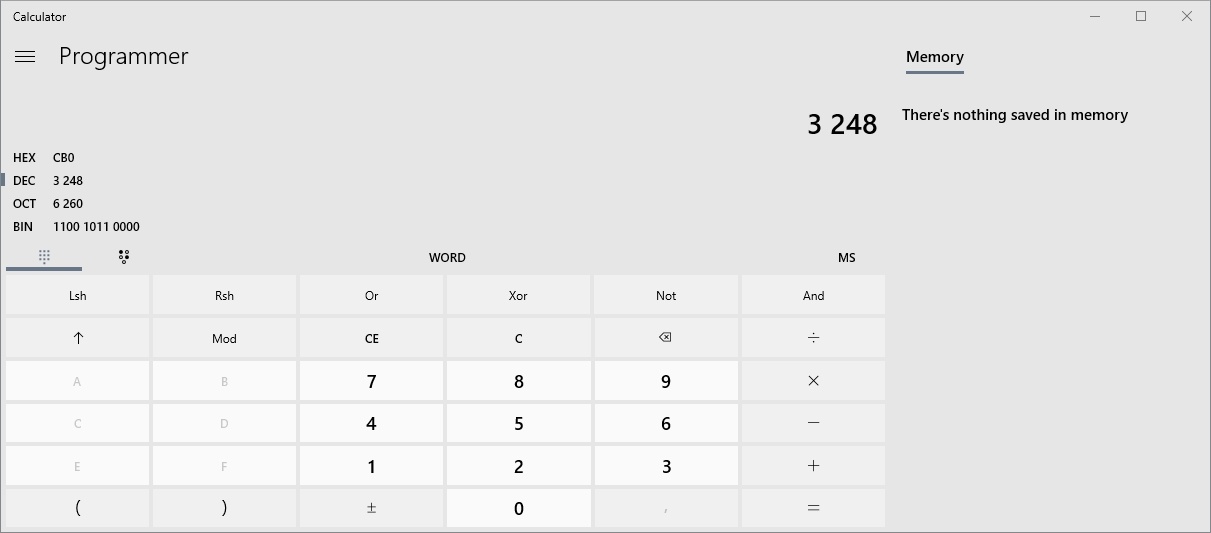 Calculator
Programmer
Memory
3 248
There's nothing saved in memory
HEX CB0
DEC 3 248
OCT 6 260
BIN 1100 1011 0000
WORD MS
Lsh Rsh Or Xor Not And
↑ Mod CE C ⌫ ÷
A B 7 8 9 ×
C D 4 5 6 −
E F 1 2 3 +
( ) ± 0 , =